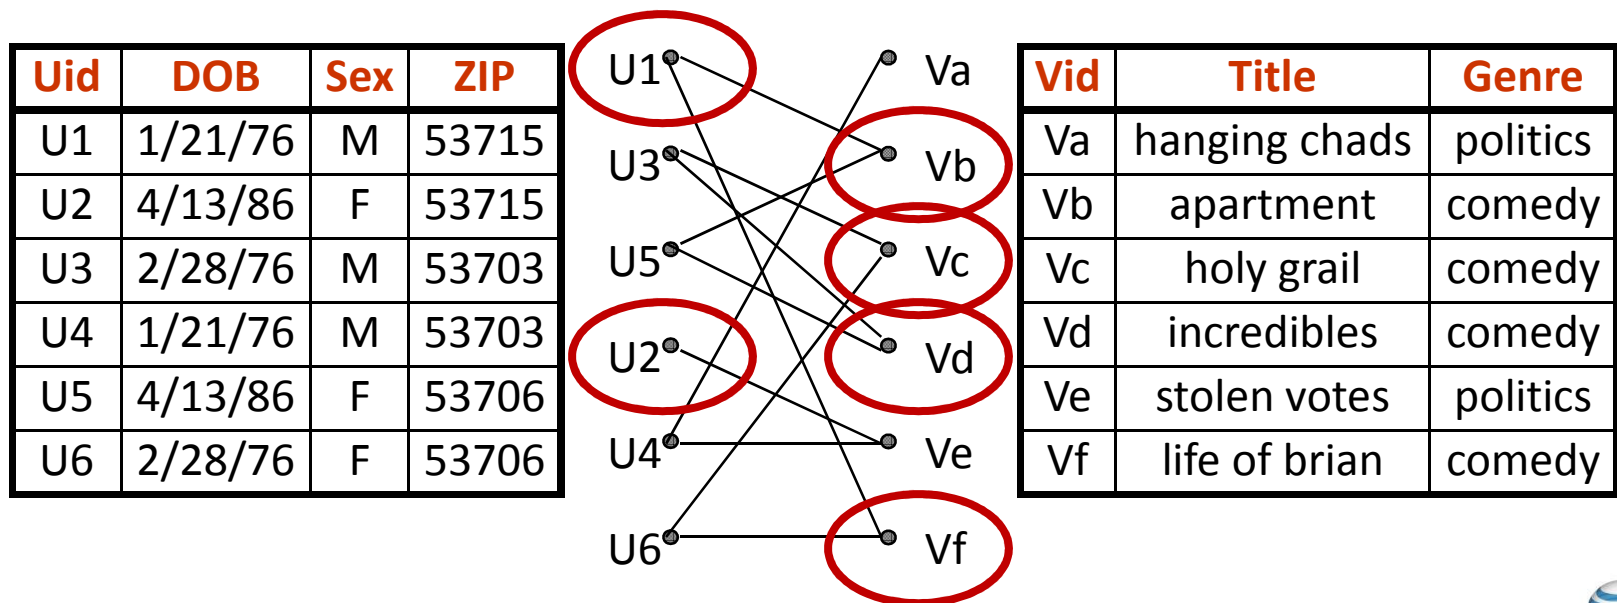 Uid DOB Sex ZIP
U1 1/21/76 M 53715
U2 4/13/86 F 53715
U3 2/28/76 M 53703
U4 1/21/76 M 53703
U5 4/13/86 F 53706
U6 2/28/76 F 53706
U1 Va
U3 Vb
U5 Vc
U2 Vd
U4 Ve
U6 Vf
Vid Title Genre
Va hanging chads politics
Vb apartment comedy
Vc holy grail comedy
Vd incredibles comedy
Ve stolen votes politics
Vf life of brian comedy